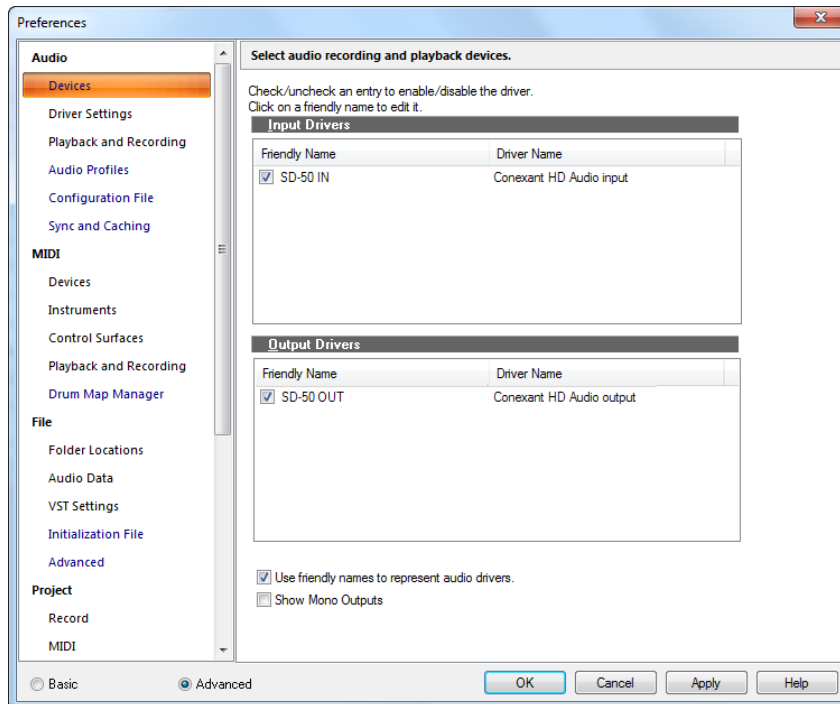 Preferences
Audio
Devices
Driver Settings
Playback and Recording
Audio Profiles
Configuration File
Sync and Caching
MIDI
Devices
Instruments
Control Surfaces
Playback and Recording
Drum Map Manager
File
Folder Locations
Audio Data
VST Settings
Initialization File
Advanced
Project
Record
MIDI
Select audio recording and playback devices.
Check/uncheck an entry to enable/disable the driver.
Click on a friendly name to edit it.
Input Drivers
Friendly Name Driver Name
SD-50 IN Conexant HD Audio input
Output Drivers
Friendly Name Driver Name
SD-50 OUT Conexant HD Audio output
Use friendly names to represent audio drivers.
Show Mono Outputs
Basic Advanced OK Cancel Apply Help